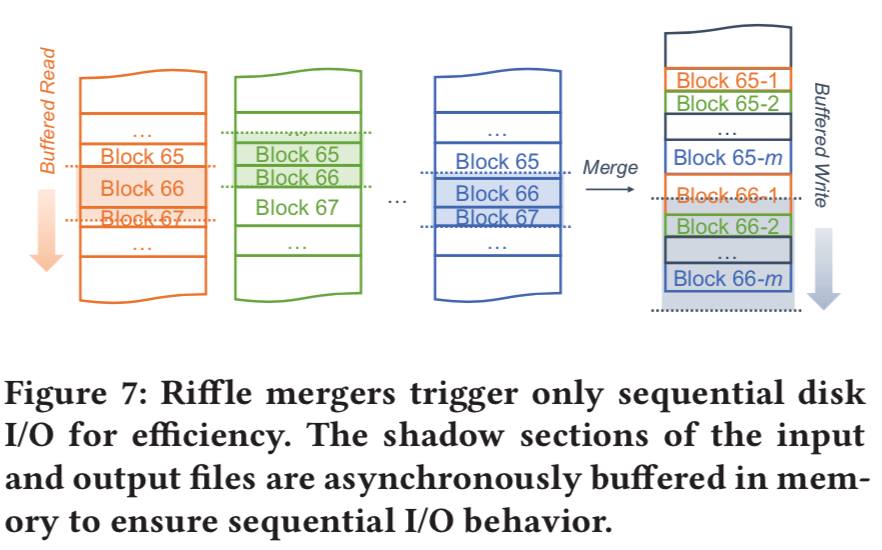 Buffered Read
...
Block 65
Block 66
Block 67
...
...
Block 65
Block 66
Block 67
...
...
...
Block 65
Block 66
Block 67
...
Merge
Block 65-1
Block 65-2
...
Block 65-m
Block 66-1
Block 66-2
...
Block 66-m
Buffered Write
Figure 7: Riffle mergers trigger only sequential disk
I/O for efficiency. The shadow sections of the input
and output files are asynchronously buffered in mem-
ory to ensure sequential I/O behavior.